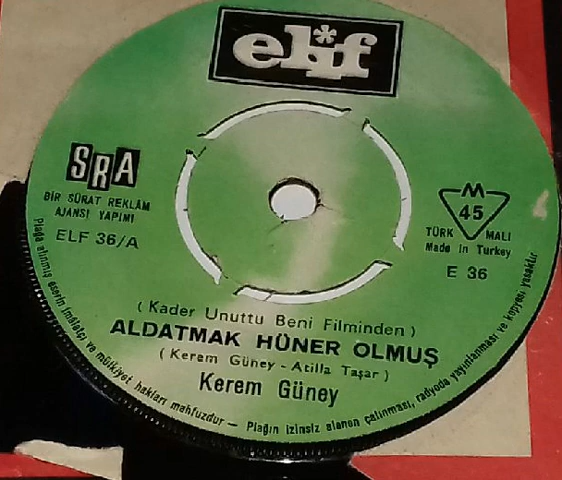 elif
SRA
BİR SÜRAT REKLAM
AJANSI YAPIMI
ELF 36/A
M
45
TÜRK MALI
Made in Turkey
E 36
( Kader Unuttu Beni Filminden )
ALDATMAK HÜNER OLMUŞ
( Kerem Güney - Atilla Taşar )
Kerem Güney
Plağa alınmış eserin imâlatçı ve mülkiyet hakları mahfuzdur — Plağın izinsiz alenen çalınması, radyoda yayınlanması ve kopyesi yasaktır.